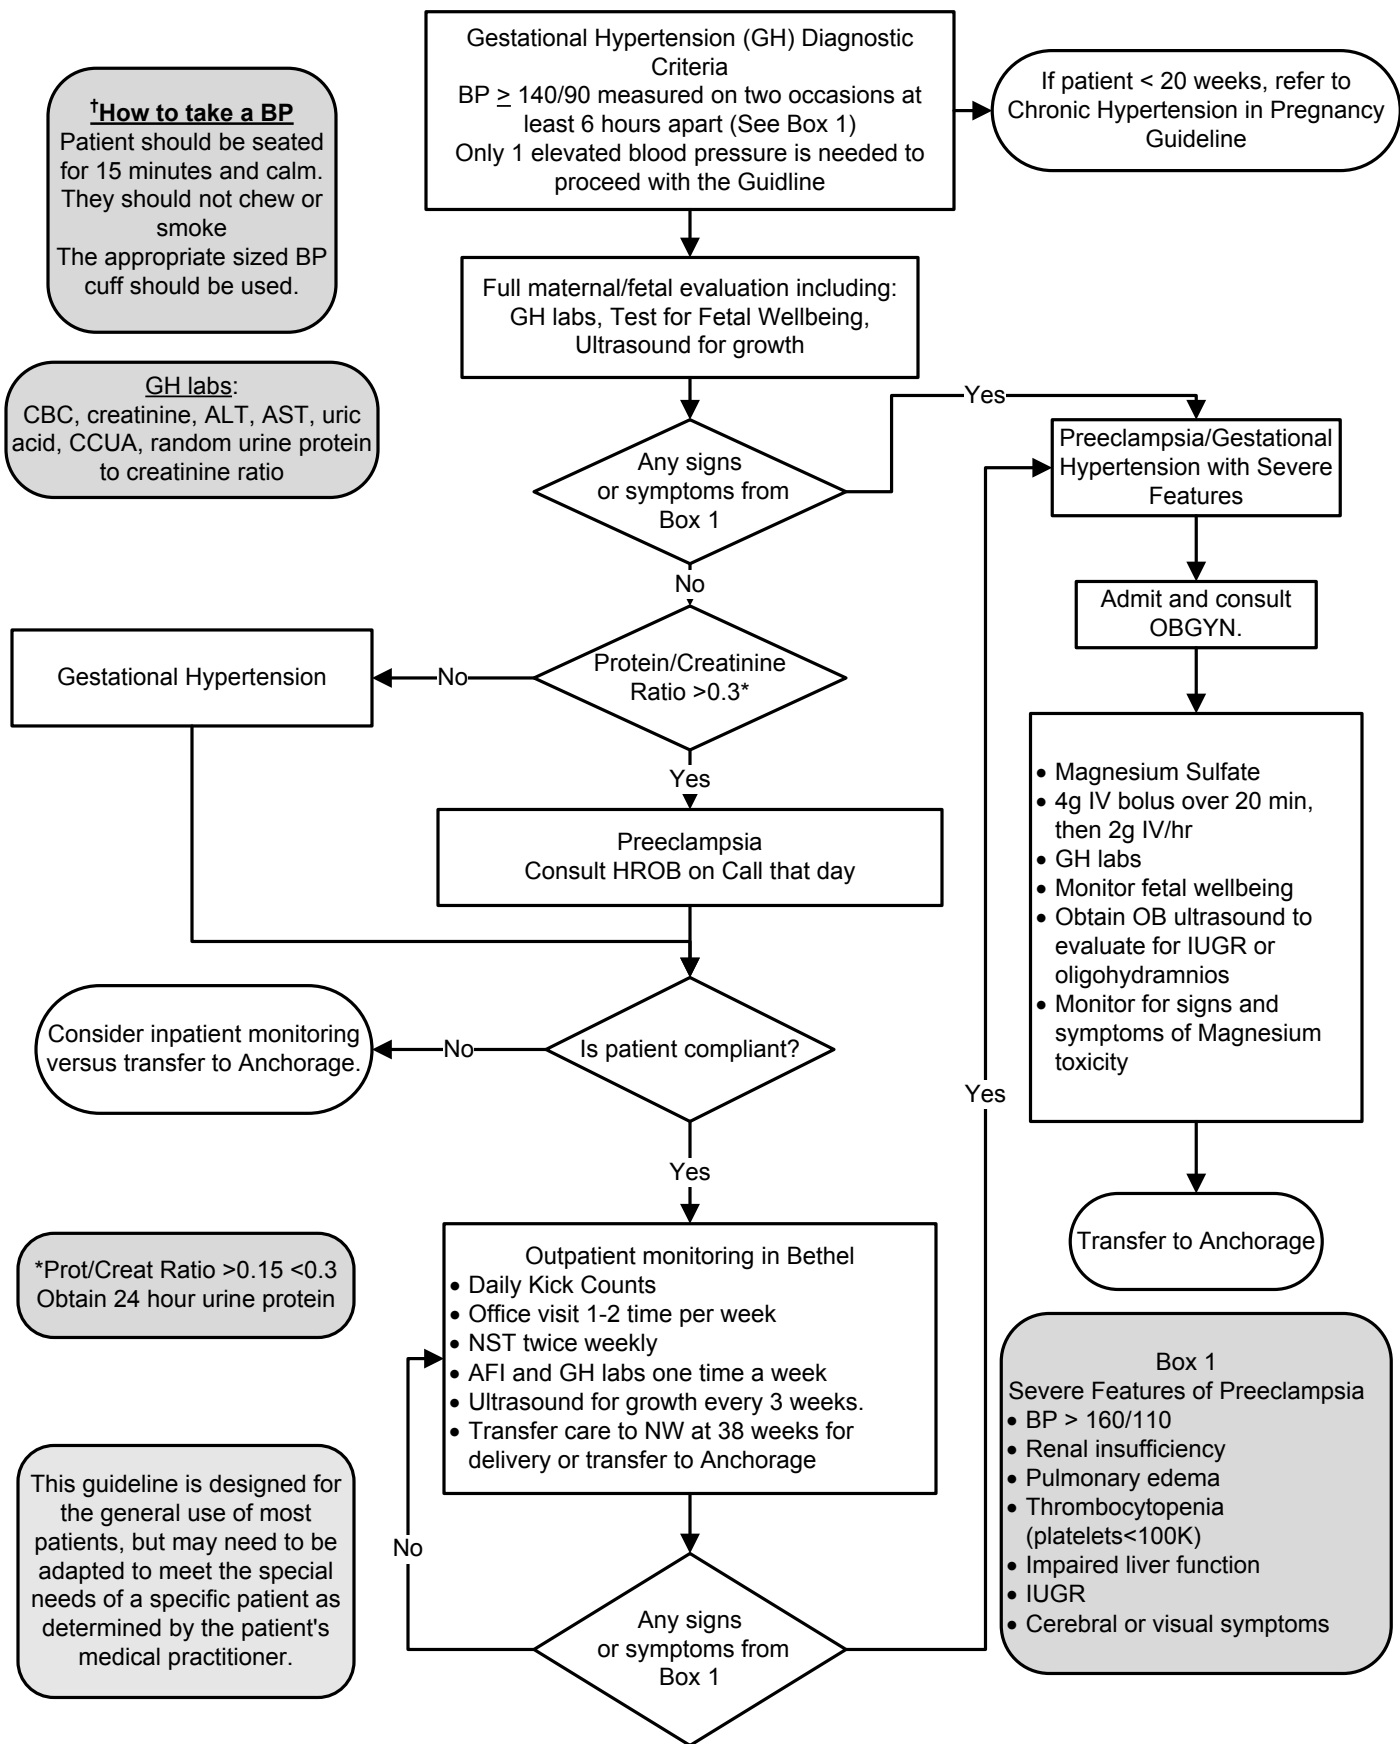 Gestational Hypertension (GH) Diagnostic
Criteria
BP ≥ 140/90 measured on two occasions at
least 6 hours apart (See Box 1)
Only 1 elevated blood pressure is needed to
proceed with the Guidline
If patient < 20 weeks, refer to
Chronic Hypertension in Pregnancy
Guideline
†How to take a BP
Patient should be seated
for 15 minutes and calm.
They should not chew or
smoke
The appropriate sized BP
cuff should be used.
Full maternal/fetal evaluation including:
GH labs, Test for Fetal Wellbeing,
Ultrasound for growth
GH labs:
CBC, creatinine, ALT, AST, uric
acid, CCUA, random urine protein
to creatinine ratio
Any signs
or symptoms from
Box 1
Yes
Preeclampsia/Gestational
Hypertension with Severe
Features
No
Admit and consult
OBGYN.
Protein/Creatinine
Ratio >0.3*
No
Gestational Hypertension
Yes
Preeclampsia
Consult HROB on Call that
day
• Magnesium Sulfate
• 4g IV bolus over 20 min,
then 2g IV/hr
• GH labs
• Monitor fetal wellbeing
• Obtain OB ultrasound to
evaluate for IUGR or
oligohydramnios
• Monitor for signs and
symptoms of Magnesium
toxicity
Is patient compliant?
No
Consider inpatient monitoring
versus transfer to Anchorage.
Yes
Yes
Transfer to Anchorage
Outpatient monitoring in Bethel
• Daily Kick Counts
• Office visit 1-2 time per week
• NST twice weekly
• AFI and GH labs one time a week
• Ultrasound for growth every 3 weeks.
• Transfer care to NW at 38 weeks for
delivery or transfer to Anchorage
*Prot/Creat Ratio >0.15 <0.3
Obtain 24 hour urine protein
Box 1
Severe Features of Preeclampsia
• BP > 160/110
• Renal insufficiency
• Pulmonary edema
• Thrombocytopenia
(platelets<100K)
• Impaired liver function
• IUGR
• Cerebral or visual symptoms
This guideline is designed for
the general use of most
patients, but may need to be
adapted to meet the special
needs of a specific patient as
determined by the patient's
medical practitioner.
No
Any signs
or symptoms from
Box 1